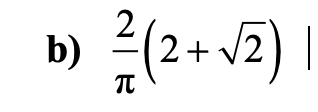 b) 2/π(2 + √2) |